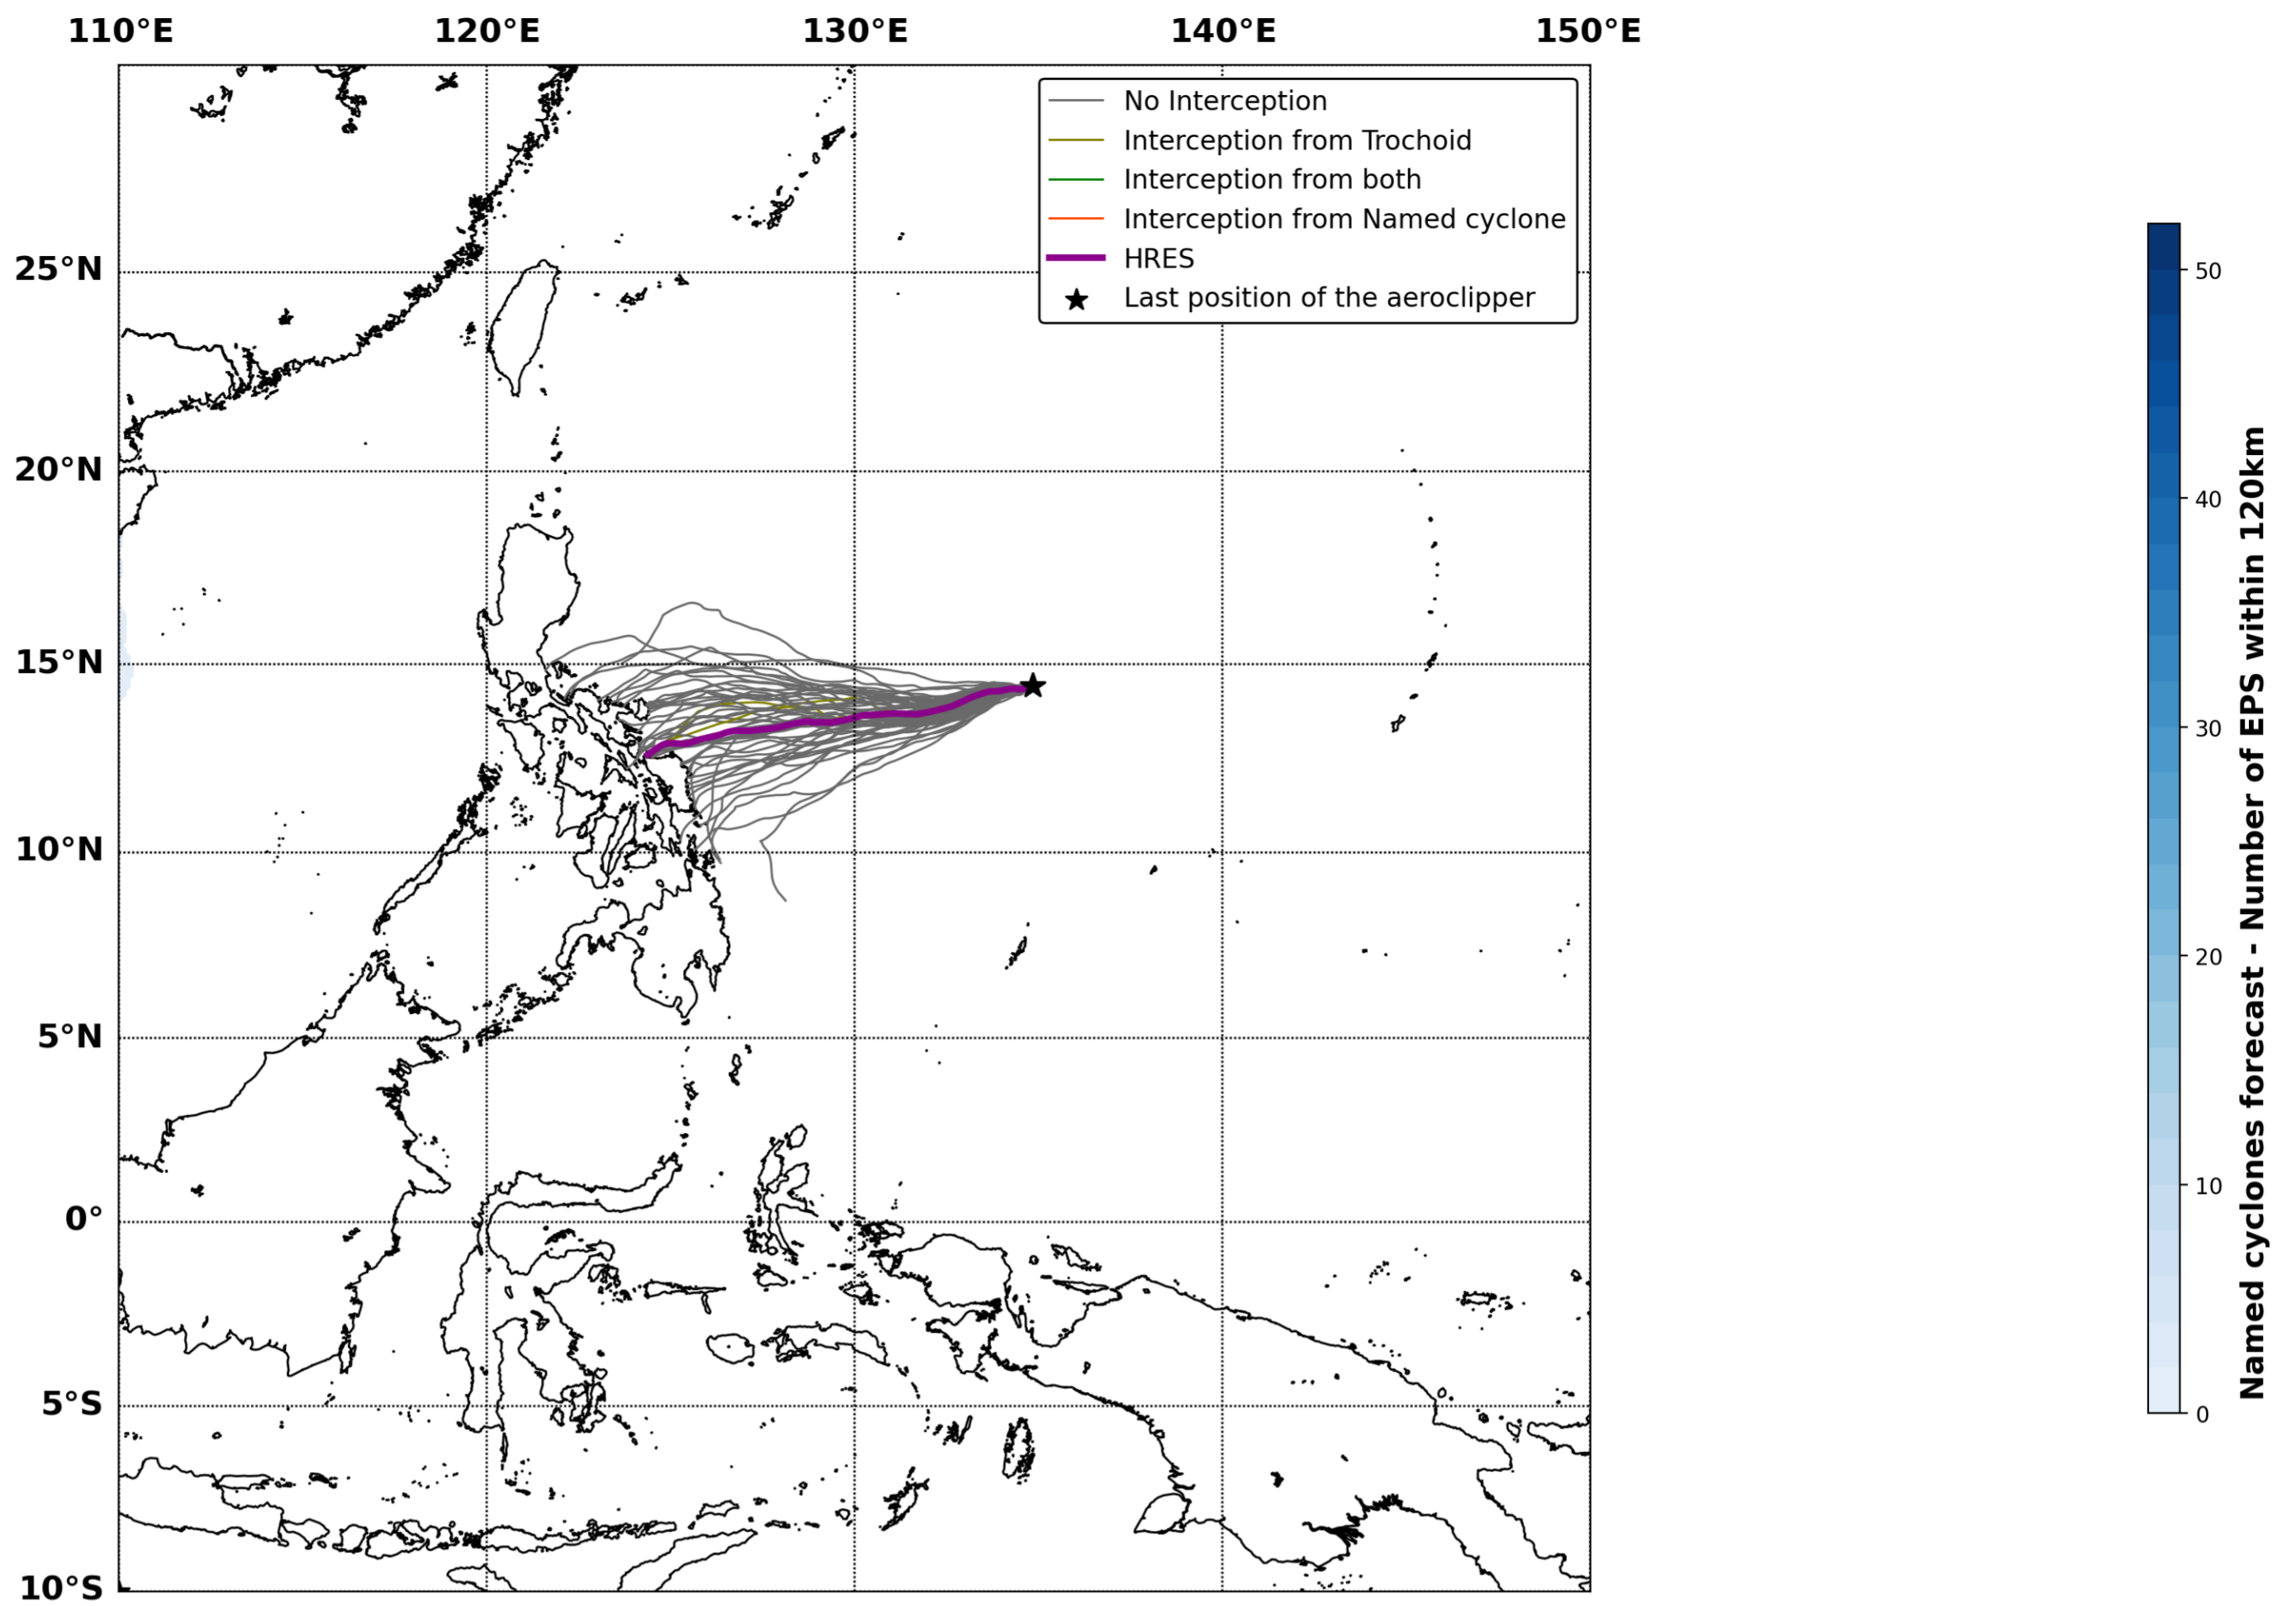 110°E 120°E 130°E 140°E 150°E
No Interception
Interception from Trochoid
Interception from both
Interception from Named cyclone
HRES
Last position of the aeroclipper
25°N
20°N
15°N
10°N
5°N
0°
5°S
10°S
50
40
30
20
10
0
Named cyclones forecast - Number of EPS within 120km